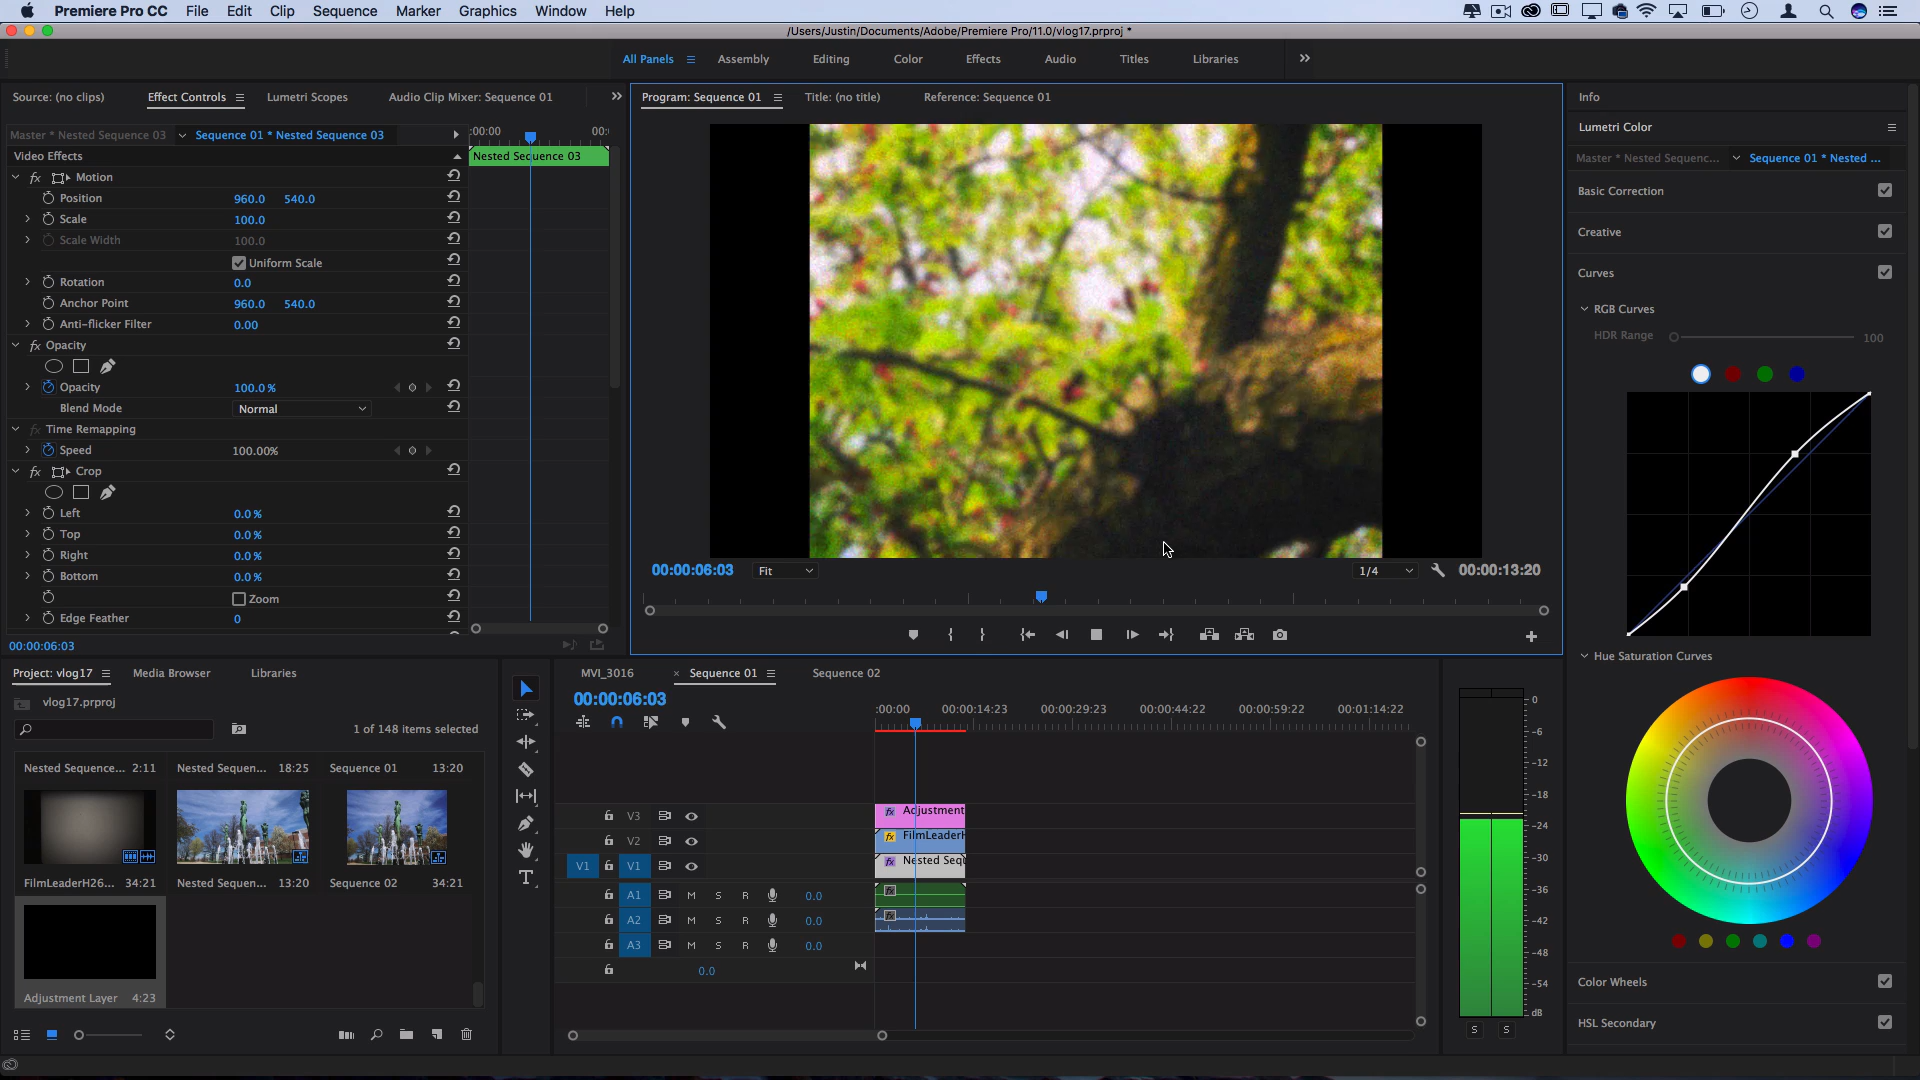 Premiere Pro CC File Edit Clip Sequence Marker Graphics Window Help
/Users/Justin/Documents/Adobe/Premiere Pro/11.0/vlog17.prproj *
All Panels Assembly Editing Color Effects Audio Titles Libraries
Source: (no clips) Effect Controls Lumetri Scopes Audio Clip Mixer: Sequence 01
Master * Nested Sequence 03 Sequence 01 * Nested Sequence 03
:00:00 00:
Video Effects
Nested Sequence 03
fx Motion
Position 960.0 540.0
Scale 100.0
Scale Width 100.0
Uniform Scale
Rotation 0.0
Anchor Point 960.0 540.0
Anti-flicker Filter 0.00
fx Opacity
Opacity 100.0 %
Blend Mode Normal
fx Time Remapping
Speed 100.00%
fx Crop
Left 0.0 %
Top 0.0 %
Right 0.0 %
Bottom 0.0 %
Zoom
Edge Feather 0
00:00:06:03
Program: Sequence 01 Title: (no title) Reference: Sequence 01
00:00:06:03 Fit 1/4 00:00:13:20
Info
Lumetri Color
Master * Nested Sequenc... Sequence 01 * Nested ...
Basic Correction
Creative
Curves
RGB Curves
HDR Range 100
Hue Saturation Curves
Color Wheels
HSL Secondary
Project: vlog17 Media Browser Libraries
vlog17.prproj
1 of 148 items selected
Nested Sequence... 2:11 Nested Sequen... 18:25 Sequence 01 13:20
FilmLeaderH26... 34:21 Nested Sequen... 13:20 Sequence 02 34:21
Adjustment Layer 4:23
MVI_3016 × Sequence 01 Sequence 02
00:00:06:03
:00:00 00:00:14:23 00:00:29:23 00:00:44:22 00:00:59:22 00:01:14:22
V3 fx Adjustment
V2 fx FilmLeaderH
V1 V1 fx Nested Sequ
A1 M S R 0.0 fx
A2 M S R 0.0 fx
A3 M S R 0.0
0.0
0
-6
-12
-18
-24
-30
-36
-42
-48
-54
dB
S S